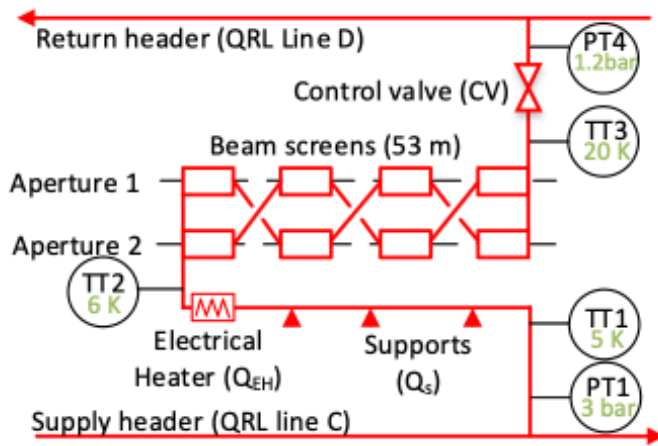 Return header (QRL Line D)
PT4
1.2bar
Control valve (CV)
Beam screens (53 m)
TT3
20 K
Aperture 1
Aperture 2
TT2
6 K
Electrical
Heater (QEH)
Supports
(Qs)
TT1
5 K
PT1
3 bar
Supply header (QRL line C)